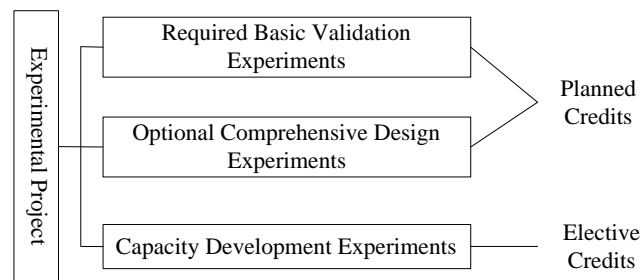 Experimental Project
Required Basic Validation
Experiments
Optional Comprehensive Design
Experiments
Capacity Development Experiments
Planned
Credits
Elective
Credits